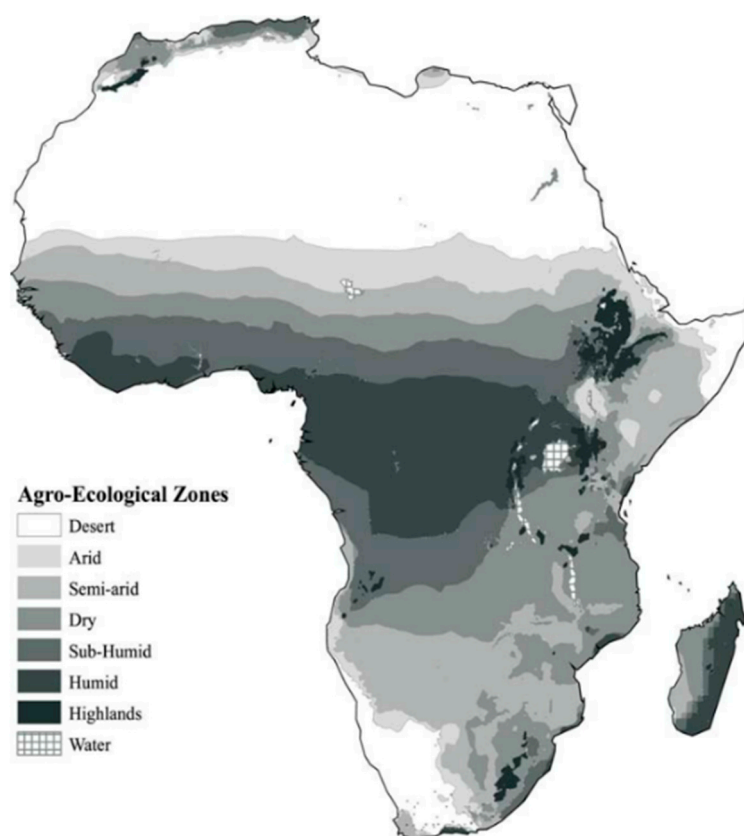 Agro-Ecological Zones
Desert
Arid
Semi-arid
Dry
Sub-Humid
Humid
Highlands
Water